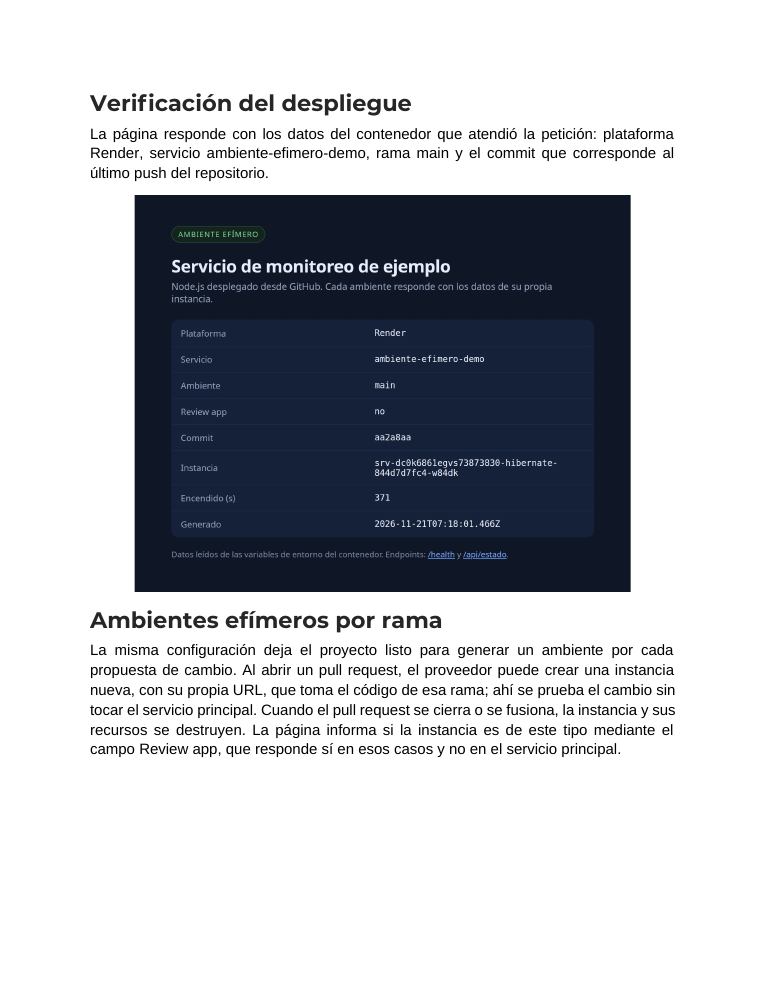 Verificación del despliegue
La página responde con los datos del contenedor que atendió la petición: plataforma
Render, servicio ambiente-efimero-demo, rama main y el commit que corresponde al
último push del repositorio.
AMBIENTE EFÍMERO
Servicio de monitoreo de ejemplo
Node.js desplegado desde GitHub. Cada ambiente responde con los datos de su propia
instancia.
Plataforma Render
Servicio ambiente-efimero-demo
Ambiente main
Review app no
Commit aa2a8aa
Instancia srv-dc0k6861egvs73873830-hibernate-
844d7d7fc4-w84dk
Encendido (s) 371
Generado 2026-11-21T07:18:01.466Z
Datos leídos de las variables de entorno del contenedor. Endpoints: /health y /api/estado.
Ambientes efímeros por rama
La misma configuración deja el proyecto listo para generar un ambiente por cada
propuesta de cambio. Al abrir un pull request, el proveedor puede crear una instancia
nueva, con su propia URL, que toma el código de esa rama; ahí se prueba el cambio sin
tocar el servicio principal. Cuando el pull request se cierra o se fusiona, la instancia y sus
recursos se destruyen. La página informa si la instancia es de este tipo mediante el
campo Review app, que responde sí en esos casos y no en el servicio principal.